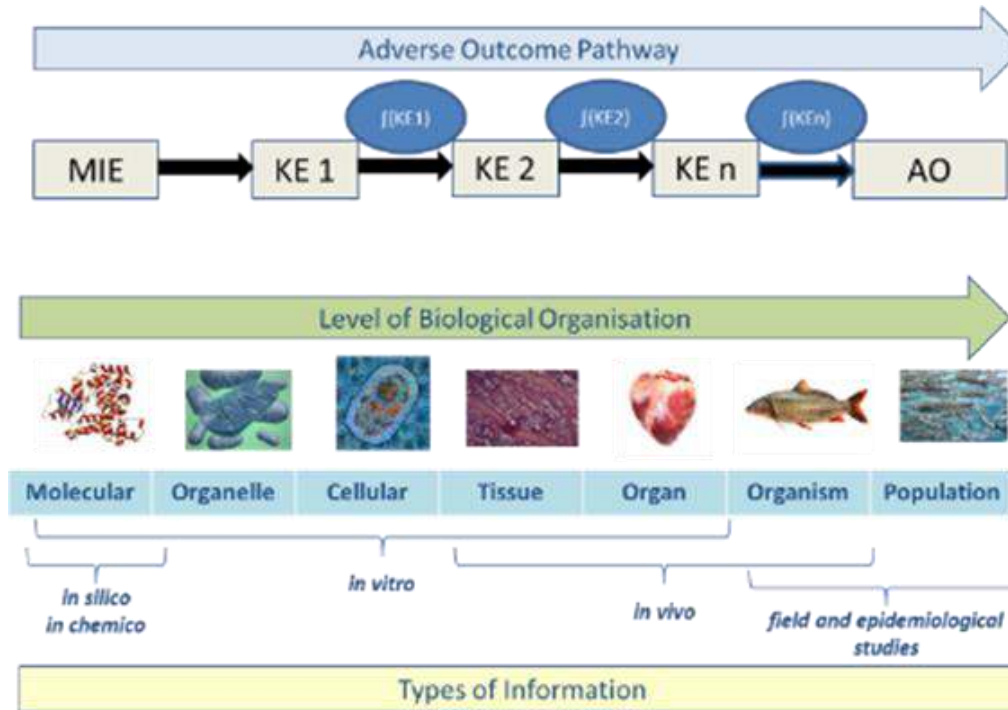 Adverse Outcome Pathway
ʃ(KE1)
ʃ(KE2)
ʃ(KEn)
MIE
KE 1
KE 2
KE n
AO
Level of Biological Organisation
Molecular
Organelle
Cellular
Tissue
Organ
Organism
Population
in silico
in chemico
in vitro
in vivo
field and epidemiological
studies
Types of Information